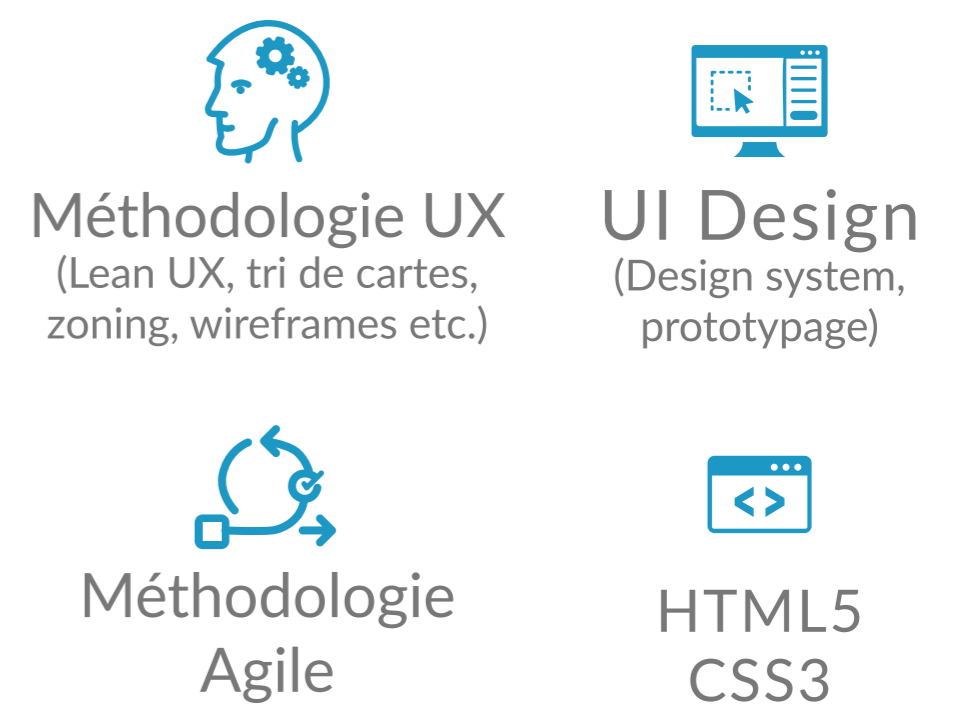 Méthodologie UX
(Lean UX, tri de cartes,
zoning, wireframes etc.)
UI Design
(Design system,
prototypage)
Méthodologie
Agile
HTML5
CSS3